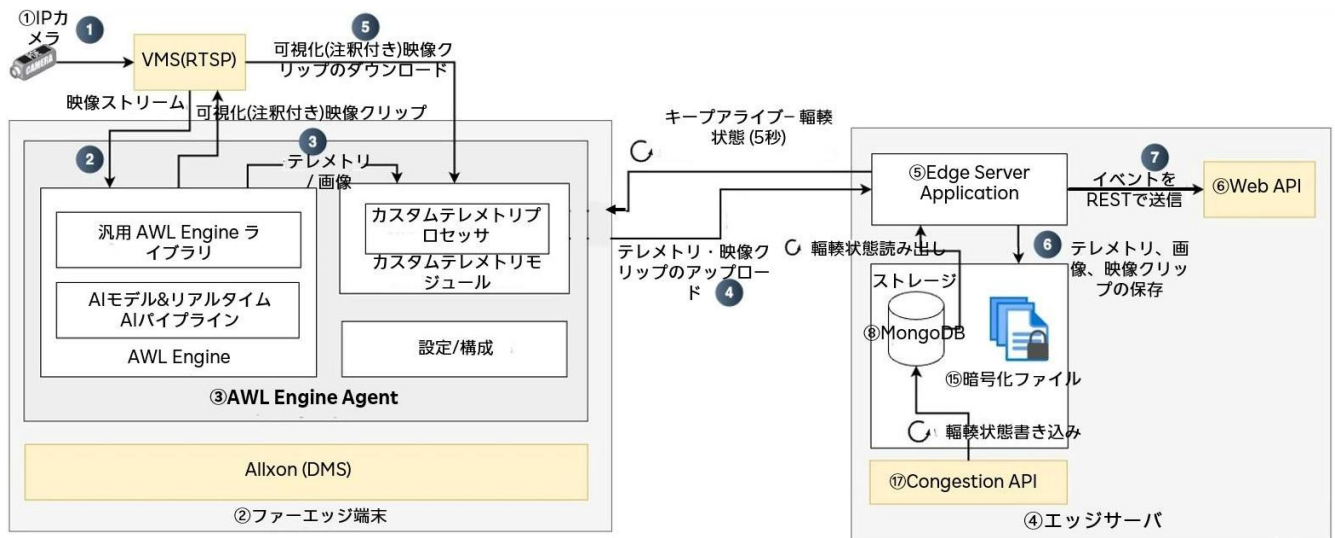 ①IPカ
メラ
1
CAMERA
VMS(RTSP)
5
可視化(注釈付き)映像ク
リップのダウンロード
映像ストリーム
可視化(注釈付き)映像クリップ
2
3
テレメトリ
/ 画像
汎用 AWL Engine ラ
イブラリ
AIモデル&リアルタイム
AIパイプライン
AWL Engine
カスタムテレメトリプ
ロセッサ
カスタムテレメトリモ
ジュール
設定/構成
③AWL Engine Agent
Allxon (DMS)
②ファーエッジ端末
キープアライブ– 輻輳
状態 (5秒)
テレメトリ・映像ク
リップのアップロー
ド
4
⑤Edge Server
Application
7
イベントを
RESTで送信
⑥Web API
輻輳状態読み出し
6
テレメトリ、画
像、映像クリッ
プの保存
ストレージ
⑧MongoDB
⑮暗号化ファイル
輻輳状態書き込み
⑰Congestion API
④エッジサーバ